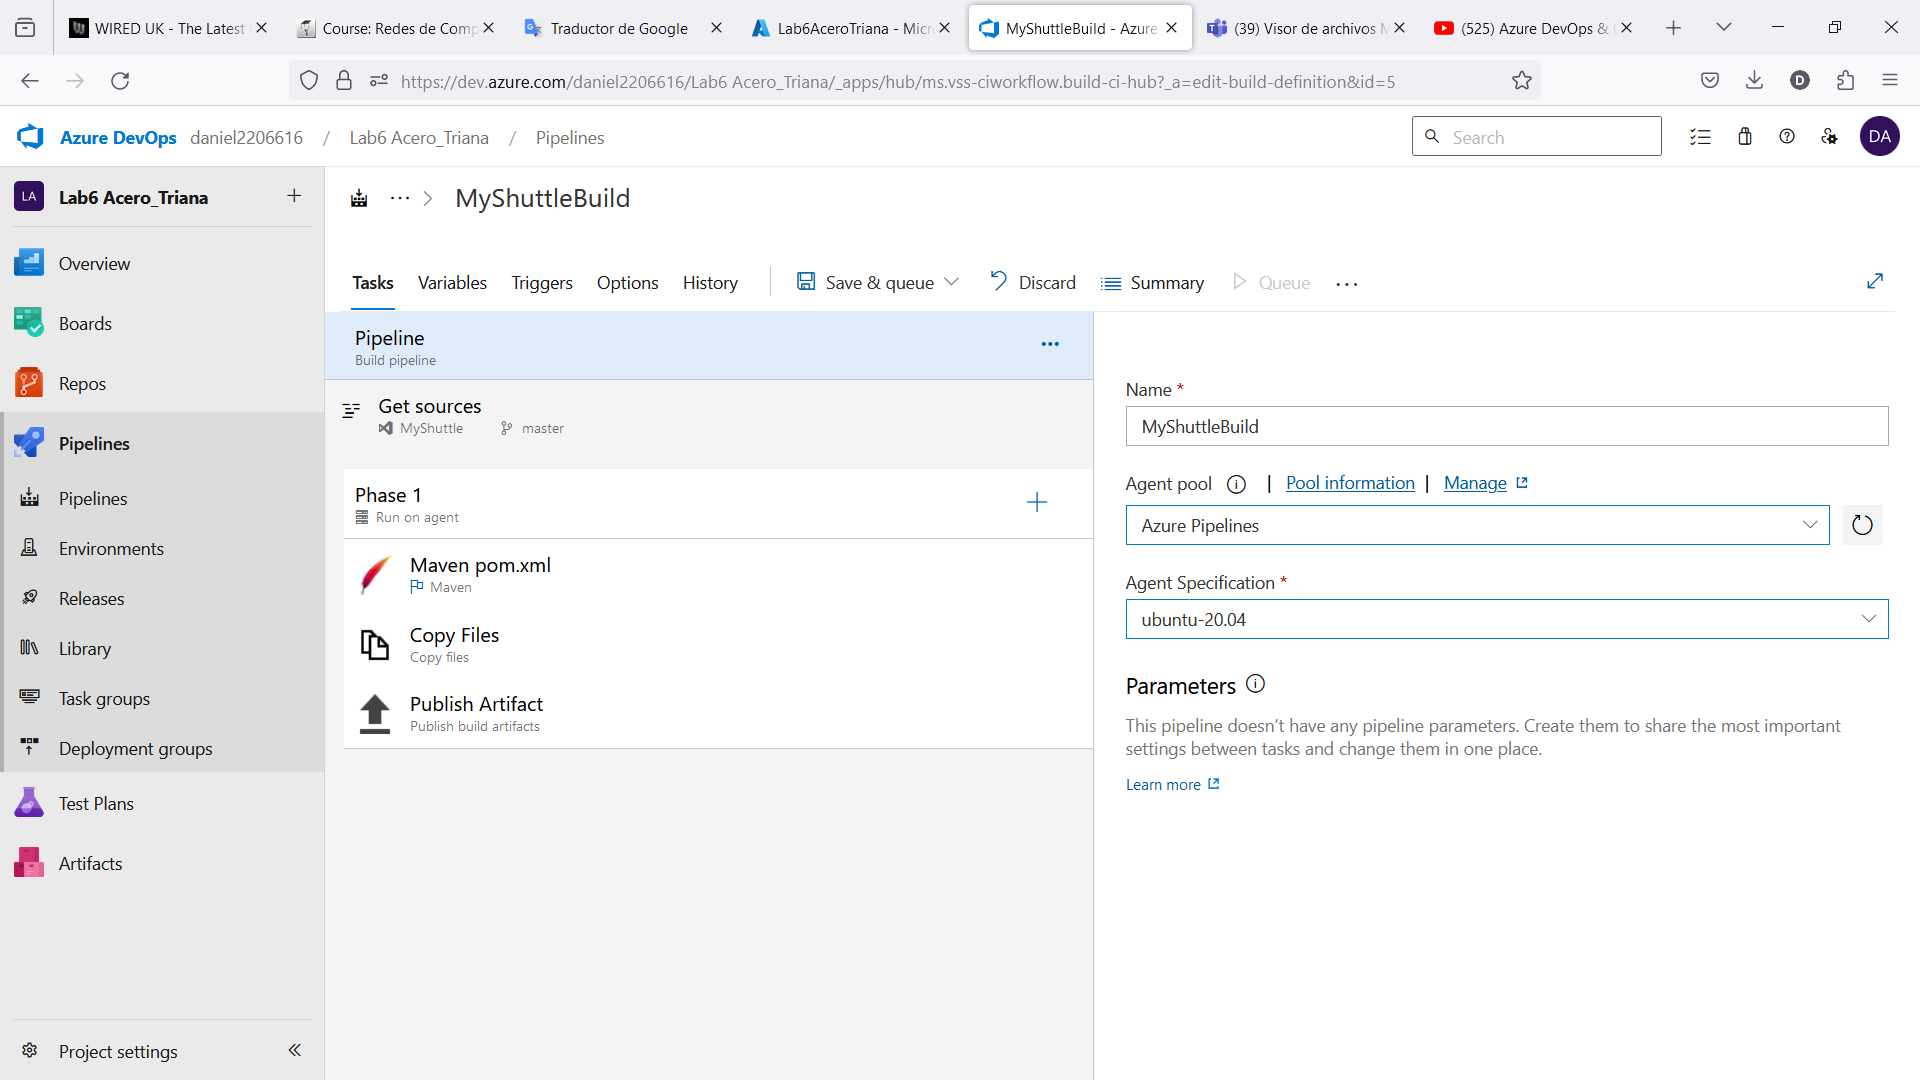 WIRED UK - The Latest
Course: Redes de Comp
Traductor de Google
Lab6AceroTriana - Micr
MyShuttleBuild - Azure
(39) Visor de archivos M
(525) Azure DevOps &
https://dev.azure.com/daniel2206616/Lab6 Acero_Triana/_apps/hub/ms.vss-ciworkflow.build-ci-hub?_a=edit-build-definition&id=5
D
Azure DevOps daniel2206616 / Lab6 Acero_Triana / Pipelines
Search
DA
LA Lab6 Acero_Triana
Overview
Boards
Repos
Pipelines
Pipelines
Environments
Releases
Library
Task groups
Deployment groups
Test Plans
Artifacts
Project settings
... > MyShuttleBuild
Tasks Variables Triggers Options History Save & queue Discard Summary Queue ...
Pipeline
Build pipeline
Get sources
MyShuttle master
Phase 1
Run on agent
Maven pom.xml
Maven
Copy Files
Copy files
Publish Artifact
Publish build artifacts
Name *
MyShuttleBuild
Agent pool | Pool information | Manage
Azure Pipelines
Agent Specification *
ubuntu-20.04
Parameters
This pipeline doesn't have any pipeline parameters. Create them to share the most important
settings between tasks and change them in one place.
Learn more